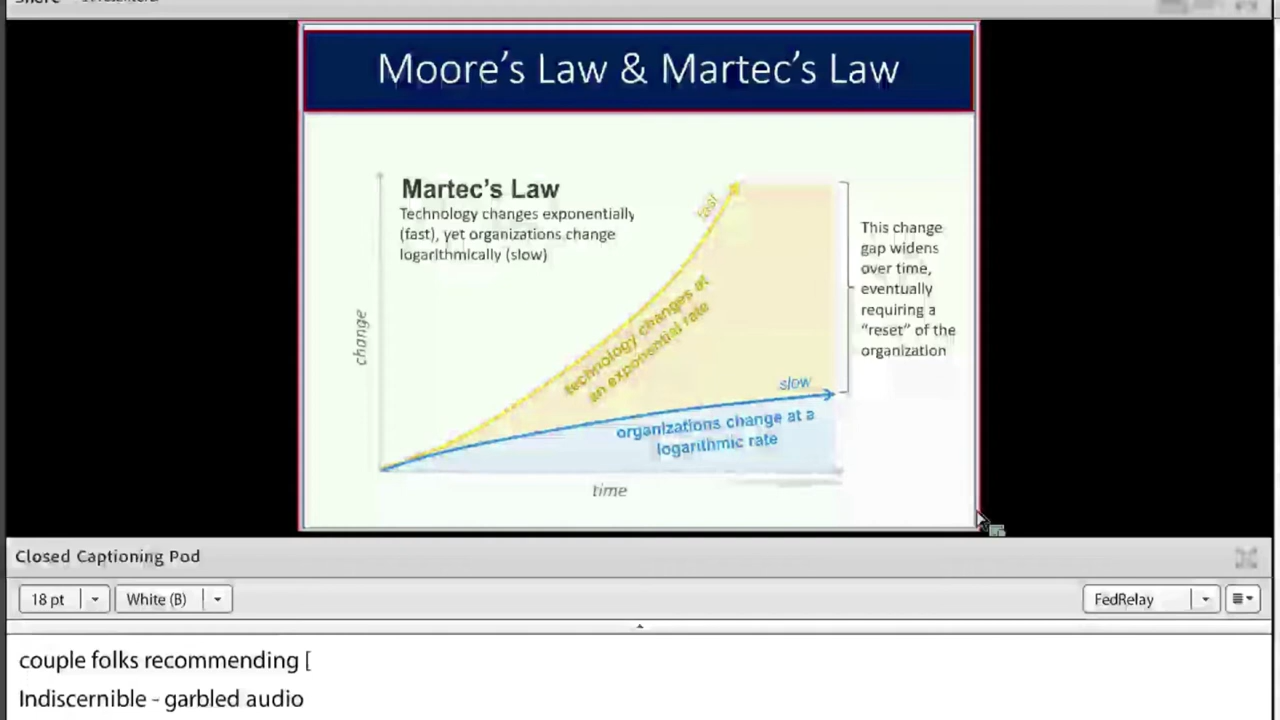 Moore's Law & Martec's Law
Martec's Law
Technology changes exponentially
(fast), yet organizations change
logarithmically (slow)
fast
This change
gap widens
over time,
eventually
requiring a
"reset" of the
organization
change
technology changes at
an exponential rate
slow
organizations change at a
logarithmic rate
time
Closed Captioning Pod
18 pt
White (B)
FedRelay
couple folks recommending [
Indiscernible - garbled audio